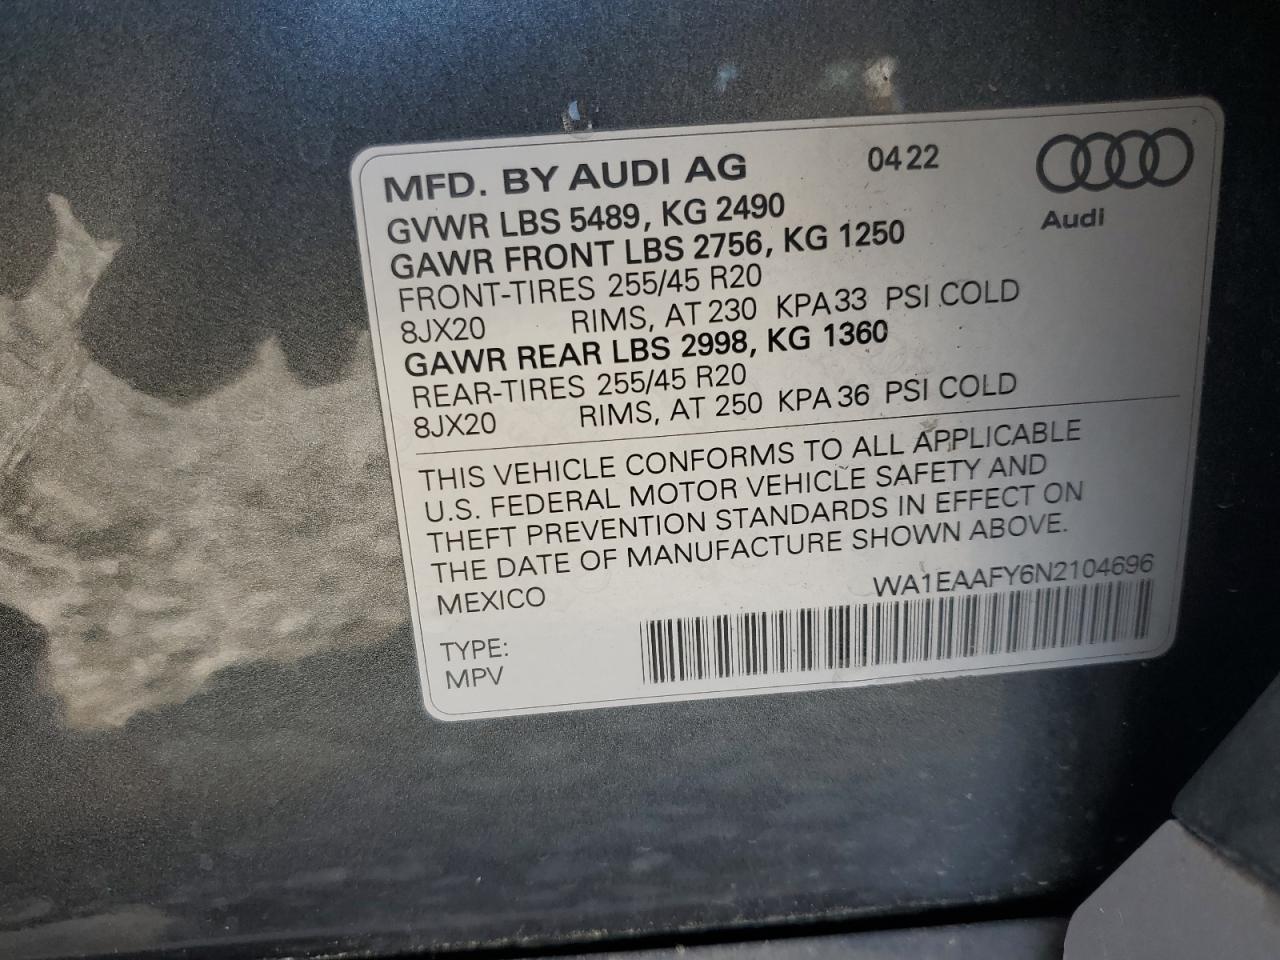 MFD. BY AUDI AG 0422
Audi
GVWR LBS 5489, KG 2490
GAWR FRONT LBS 2756, KG 1250
FRONT-TIRES 255/45 R20
8JX20 RIMS, AT 230 KPA 33 PSI COLD
GAWR REAR LBS 2998, KG 1360
REAR-TIRES 255/45 R20
8JX20 RIMS, AT 250 KPA 36 PSI COLD
THIS VEHICLE CONFORMS TO ALL APPLICABLE
U.S. FEDERAL MOTOR VEHICLE SAFETY AND
THEFT PREVENTION STANDARDS IN EFFECT ON
THE DATE OF MANUFACTURE SHOWN ABOVE.
MEXICO WA1EAAFY6N2104696
TYPE:
MPV